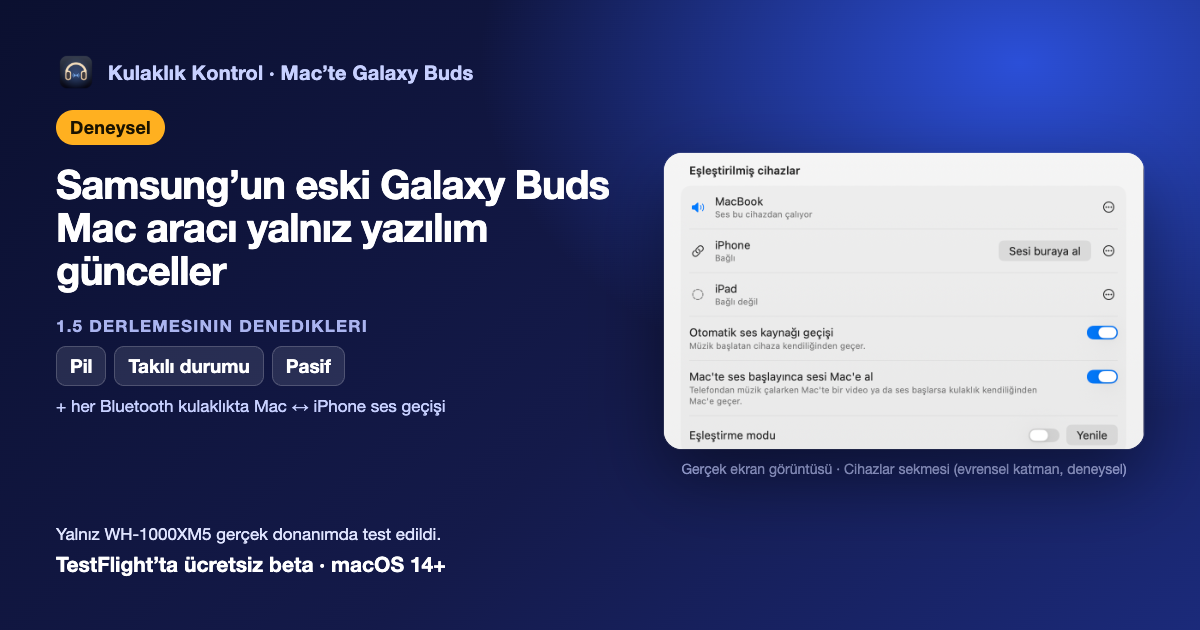 Kulaklık Kontrol · Mac’te Galaxy Buds
Deneysel
Samsung’un eski Galaxy Buds
Mac aracı yalnız yazılım
günceller
1.5 DERLEMESININ DENEDIKLERI
Pil
Takılı durumu
Pasif
+ her Bluetooth kulaklıkta Mac ↔ iPhone ses geçişi
Yalnız WH-1000XM5 gerçek donanımda test edildi.
TestFlight’ta ücretsiz beta · macOS 14+
Eşleştirilmiş cihazlar
MacBook
Ses bu cihazdan çalıyor
iPhone
Bağlı
Sesi buraya al
iPad
Bağlı değil
Otomatik ses kaynağı geçişi
Müzik başlatan cihaza kendiliğinden geçer.
Mac'te ses başlayınca sesi Mac'e al
Telefondan müzik çalarken Mac'te bir video ya da ses başlarsa kulaklık kendiliğinden
Mac'e geçer.
Eşleştirme modu
Yenile
Gerçek ekran görüntüsü · Cihazlar sekmesi (evrensel katman, deneysel)